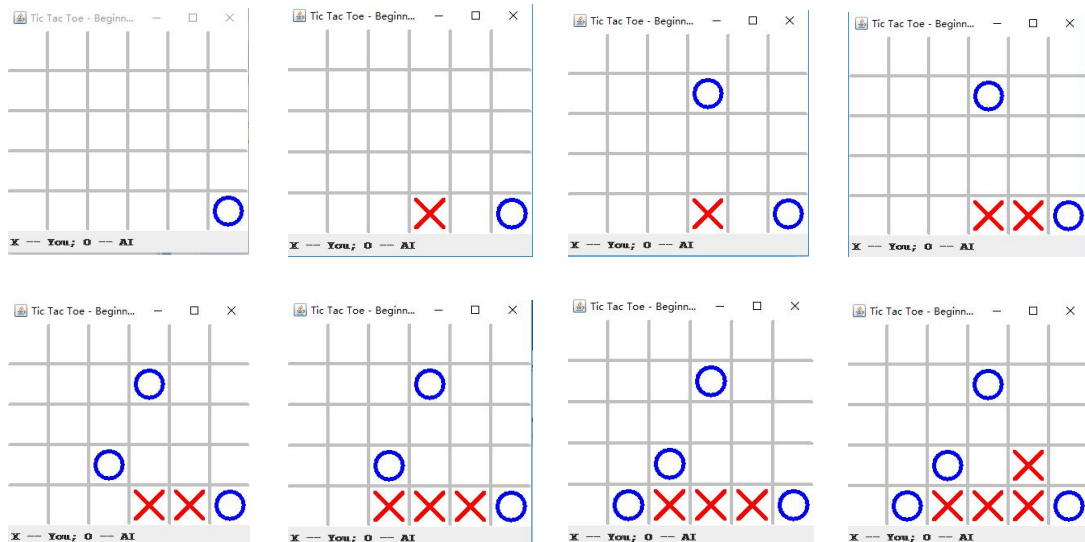 Tic Tac Toe - Beginn...
Tic Tac Toe - Beginn...
Tic Tac Toe - Beginn...
Tic Tac Toe - Beginn...
X -- You; O -- AI
X -- You; O -- AI
X -- You; O -- AI
X -- You; O -- AI
Tic Tac Toe - Beginn...
Tic Tac Toe - Beginn...
Tic Tac Toe - Beginn...
Tic Tac Toe - Beginn...
X -- You; O -- AI
X -- You; O -- AI
X -- You; O -- AI
X -- You; O -- AI